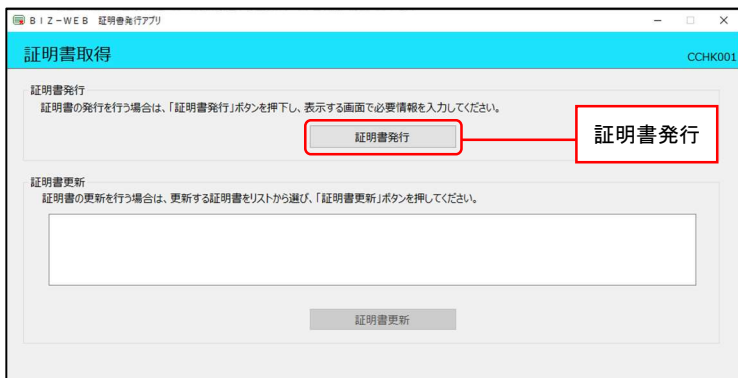 BIZ-WEB 証明書発行アプリ
証明書取得
CCHK001
証明書発行
証明書の発行を行う場合は、「証明書発行」ボタンを押下し、表示する画面で必要情報を入力してください。
証明書発行
証明書発行
証明書更新
証明書の更新を行う場合は、更新する証明書をリストから選び、「証明書更新」ボタンを押してください。
証明書更新